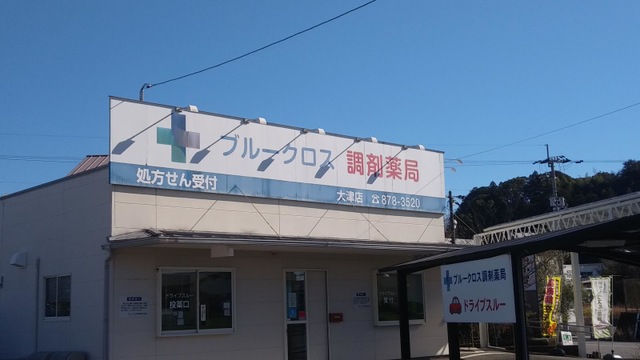 ブルークロス 調剤薬局
処方せん受付
大津店 ☎878-3520
ドライブスルー
投薬口
ブルークロス調剤薬局
ドライブスルー